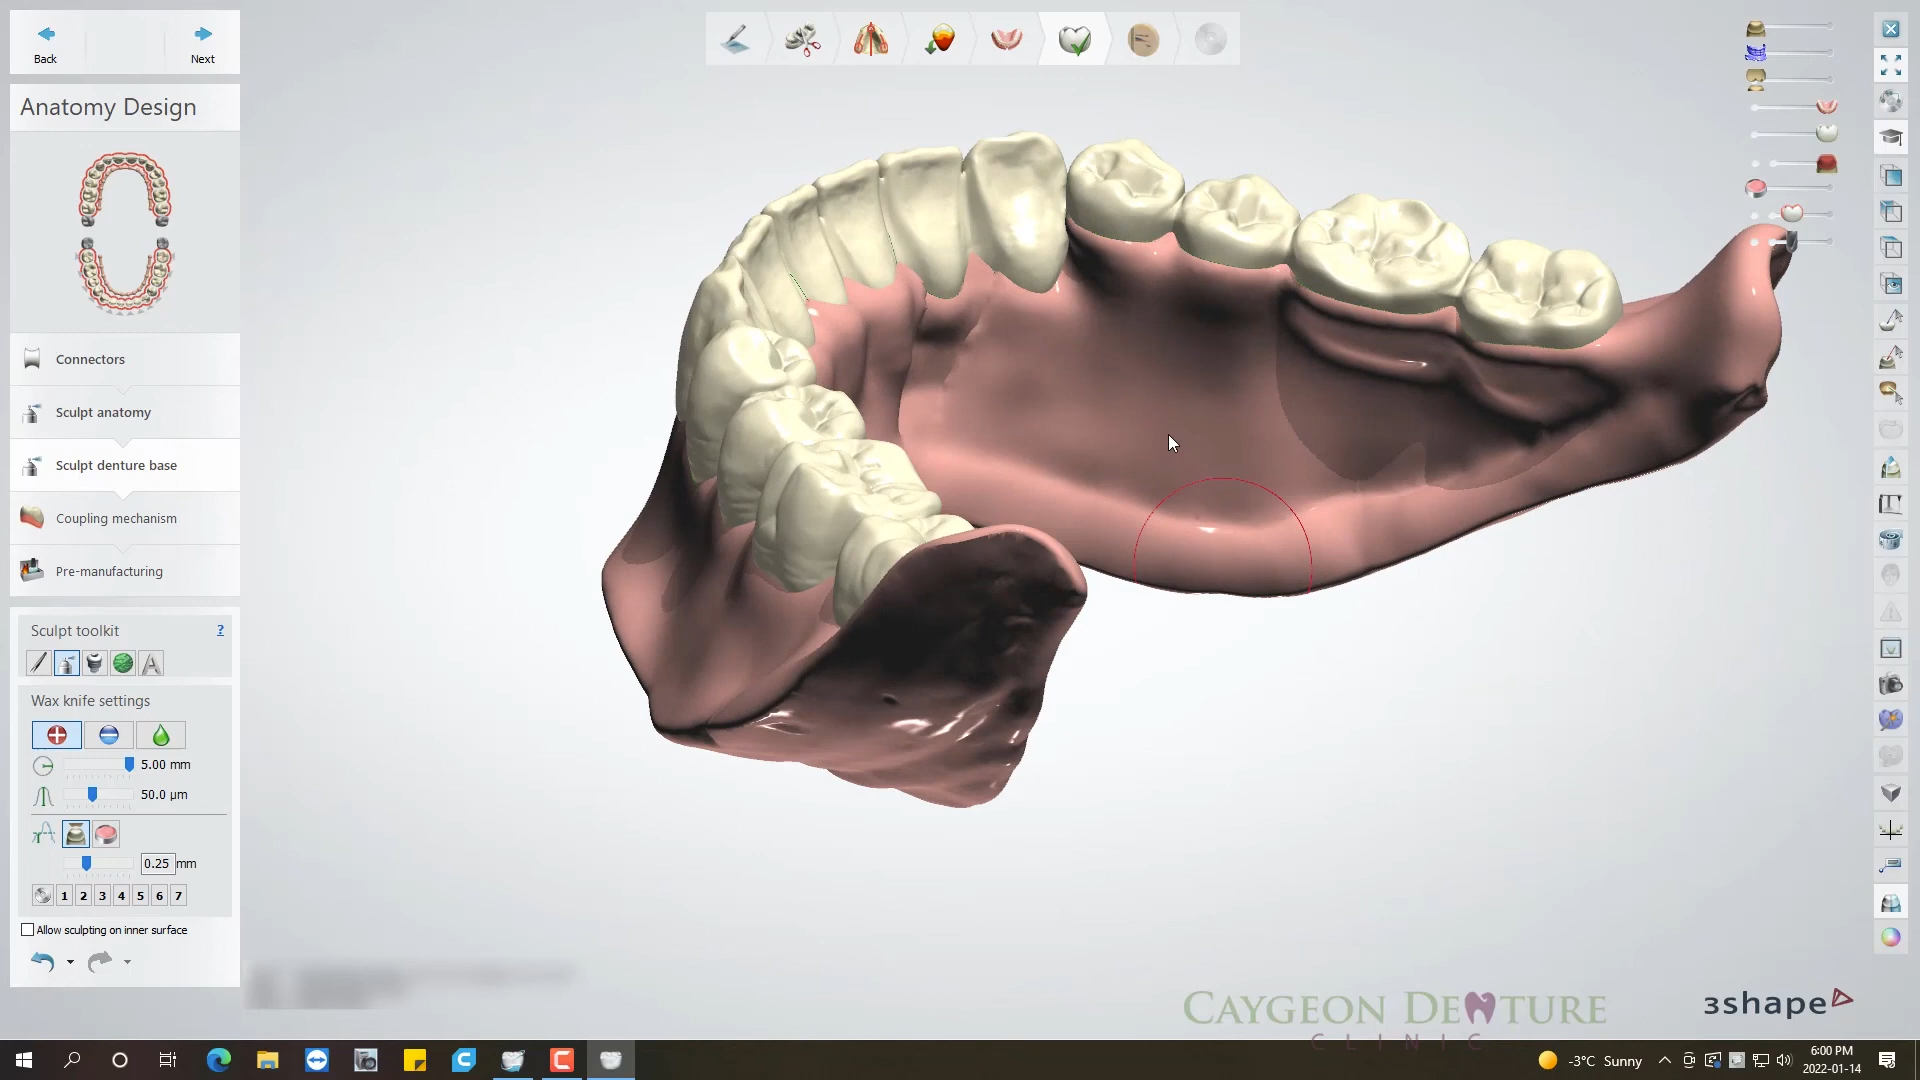 Back
Next
Anatomy Design
Connectors
Sculpt anatomy
Sculpt denture base
Coupling mechanism
Pre-manufacturing
Sculpt toolkit
?
A
Wax knife settings
5.00 mm
50.0 µm
0.25 mm
1 2 3 4 5 6 7
Allow sculpting on inner surface
CAYGEON DENTURE
CLINIC
3shape
-3°C Sunny
6:00 PM
2022-01-14